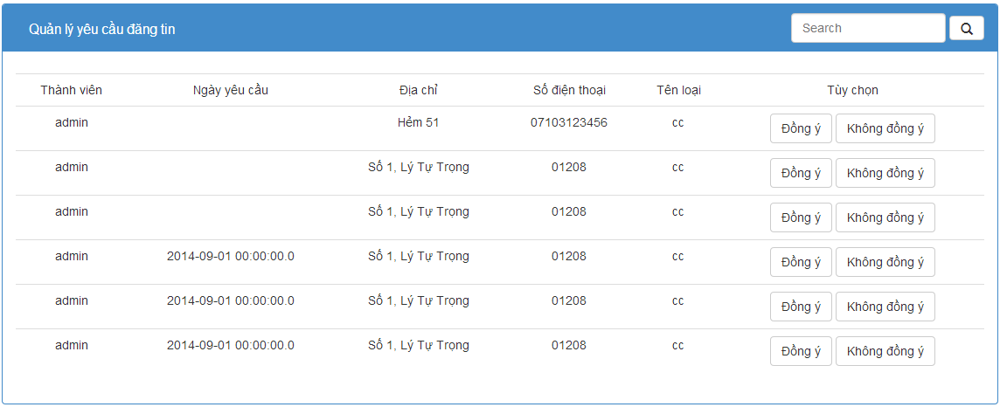 Quản lý yêu cầu đăng tin Search
Thành viên Ngày yêu cầu Địa chỉ Số điện thoại Tên loại Tùy chọn
admin Hẻm 51 07103123456 cc Đồng ý Không đồng ý
admin Số 1, Lý Tự Trọng 01208 cc Đồng ý Không đồng ý
admin Số 1, Lý Tự Trọng 01208 cc Đồng ý Không đồng ý
admin 2014-09-01 00:00:00.0 Số 1, Lý Tự Trọng 01208 cc Đồng ý Không đồng ý
admin 2014-09-01 00:00:00.0 Số 1, Lý Tự Trọng 01208 cc Đồng ý Không đồng ý
admin 2014-09-01 00:00:00.0 Số 1, Lý Tự Trọng 01208 cc Đồng ý Không đồng ý